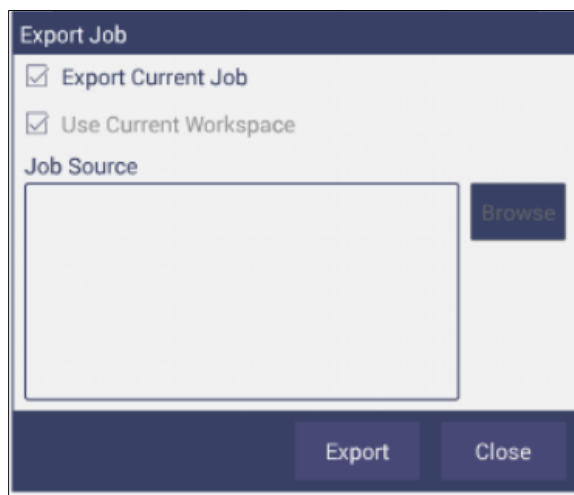 Export Job
Export Current Job
Use Current Workspace
Job Source
Browse
Export Close